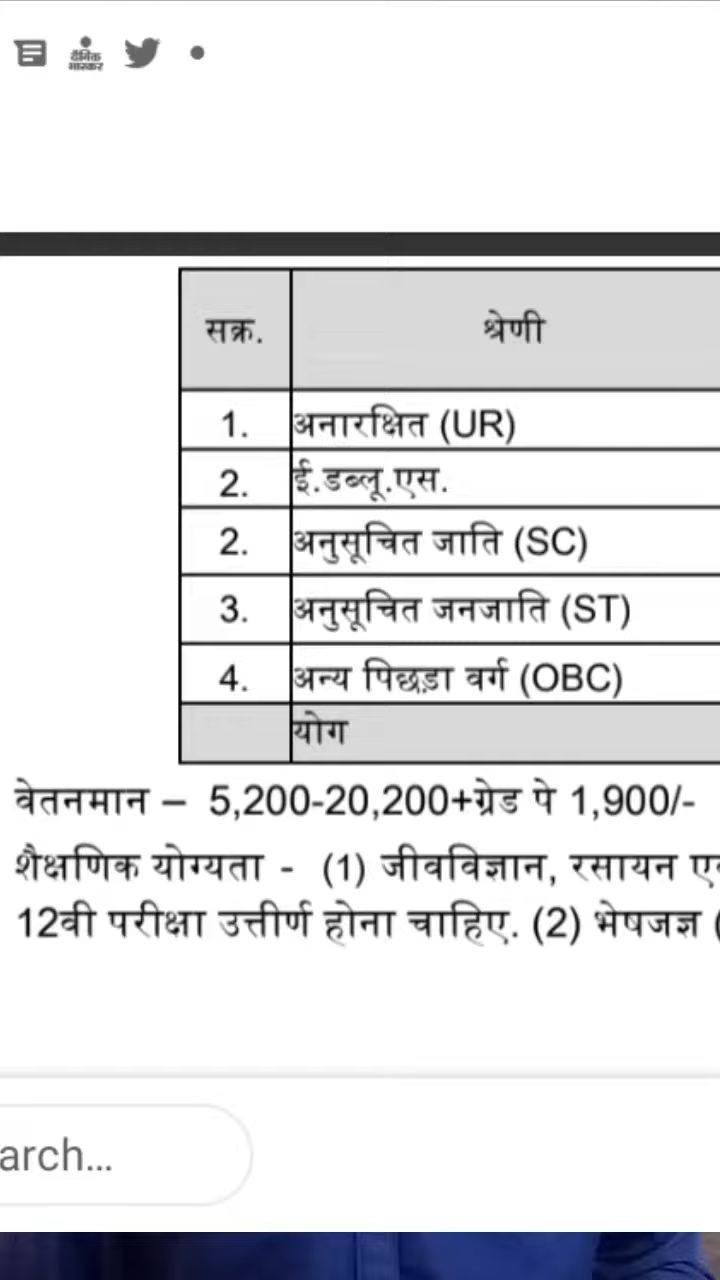 दैनिक
भास्कर
सक्र. श्रेणी
1. अनारक्षित (UR)
2. ई.डब्लू.एस.
2. अनुसूचित जाति (SC)
3. अनुसूचित जनजाति (ST)
4. अन्य पिछड़ा वर्ग (OBC)
योग
वेतनमान – 5,200-20,200+ग्रेड पे 1,900/-
शैक्षणिक योग्यता - (1) जीवविज्ञान, रसायन
12वी परीक्षा उत्तीर्ण होना चाहिए. (2) भेषजज्ञ (
arch...